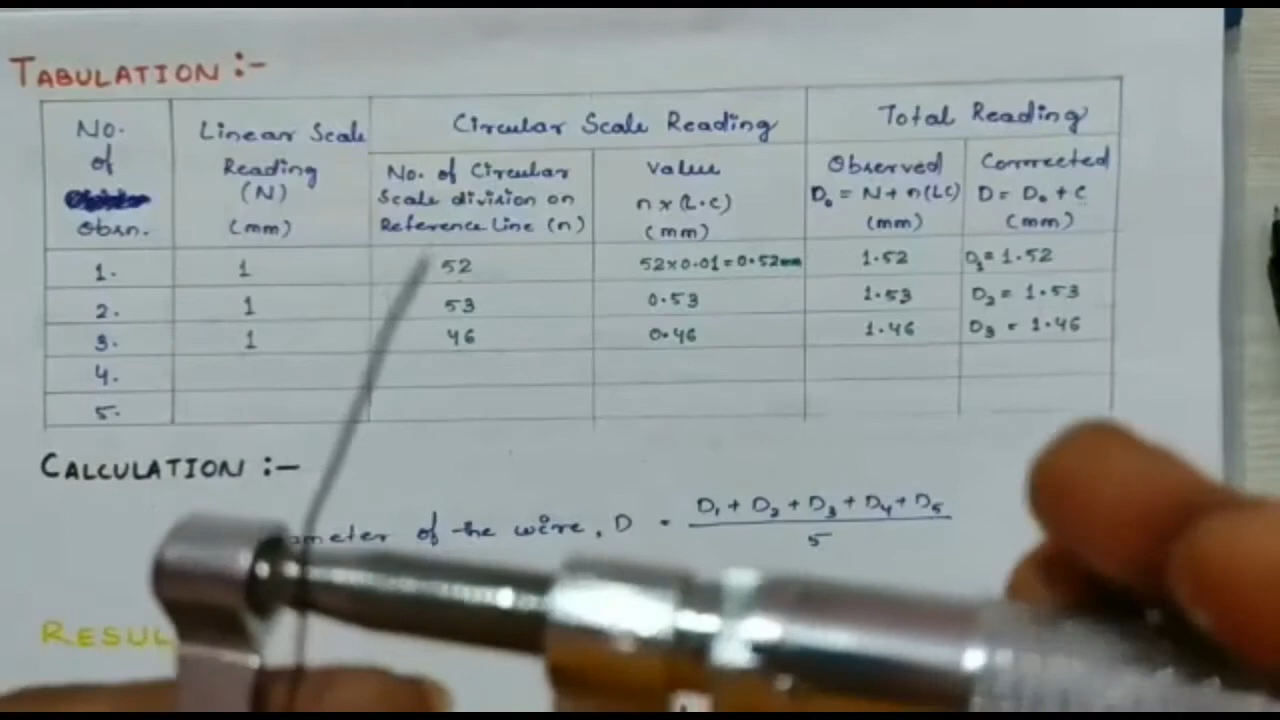 TABULATION :-
No. of Obsn.
Linear Scale Reading (N) (mm)
Circular Scale Reading
Total Reading
No. of Circular Scale division on Reference Line (n)
Value n x (L.C) (mm)
Observed D₀ = N + n(LC) (mm)
Corrected D = D₀ + C (mm)
1. 1 52 52 x 0.01 = 0.52mm 1.52 D₁ = 1.52
2. 1 53 0.53 1.53 D₂ = 1.53
3. 1 46 0.46 1.46 D₃ = 1.46
4.
5.
CALCULATION :-
ameter of the wire, D = D₁ + D₂ + D₃ + D₄ + D₅
5
RESUL